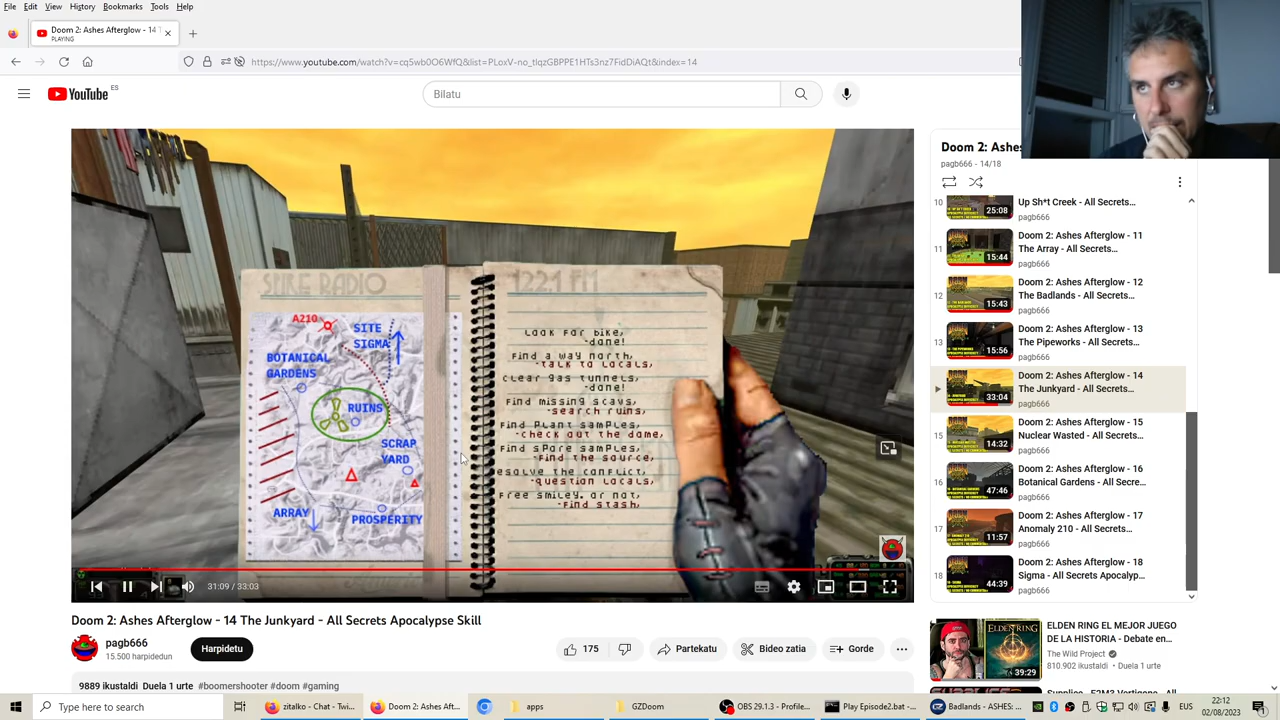 File Edit View History Bookmarks Tools Help
Doom 2: Ashes Afterglow - 14 T
PLAYING
https://www.youtube.com/watch?v=cq5wb0O6WfQ&list=PLoxV-no_tlqzGBPPE1HTs3nz7FidDiAQt&index=14
YouTube ES
Bilatu
A210
SITE
SIGMA
BOTANICAL
GARDENS
RUINS
SCRAP
YARD
ARRAY
PROSPERITY
Look for bike,
-done!
Find a way north,
-talk to locals,
Clear gas tunnels,
-done!
Find missing scavs,
-search ruins,
Find Plant samples,
-check out the dome,
Find spare samples,
-find the source,
Resolve the conflict,
-question locals,
Free smiley, or not,
-find stash,
31:09 / 33:03
Doom 2: Ashes Afterglow - 14 The Junkyard - All Secrets Apocalypse Skill
pagb666
15.500 harpidedun
Harpidetu
175
Partekatu
Bideo zatia
Gorde
9889 ikustaldi Duela 1 urte #boomershooter #doom #gaming
Doom 2: Ashe
pagb666 - 14/18
10
Up Sh*t Creek - All Secrets...
pagb666
25:08
11
Doom 2: Ashes Afterglow - 11
The Array - All Secrets...
pagb666
15:44
12
Doom 2: Ashes Afterglow - 12
The Badlands - All Secrets...
pagb666
15:43
13
Doom 2: Ashes Afterglow - 13
The Pipeworks - All Secrets...
pagb666
15:56
Doom 2: Ashes Afterglow - 14
The Junkyard - All Secrets...
pagb666
33:04
15
Doom 2: Ashes Afterglow - 15
Nuclear Wasted - All Secrets...
pagb666
14:32
16
Doom 2: Ashes Afterglow - 16
Botanical Gardens - All Secre...
pagb666
47:46
17
Doom 2: Ashes Afterglow - 17
Anomaly 210 - All Secrets...
pagb666
11:57
18
Doom 2: Ashes Afterglow - 18
Sigma - All Secrets Apocalyp...
pagb666
44:39
ELDEN RING EL MEJOR JUEGO
DE LA HISTORIA - Debate en...
The Wild Project
810.902 ikustaldi • Duela 1 urte
39:29
ELDEN RING
Supplice - E2M3 Vertigono - All
Type here to search
zitalko - Chat - Twi...
Doom 2: Ashes Aft...
apps
GZDoom
OBS 29.1.3 - Profile...
Play Episode2.bat -...
Badlands - ASHES: ...
EUS
22:12
02/08/2023